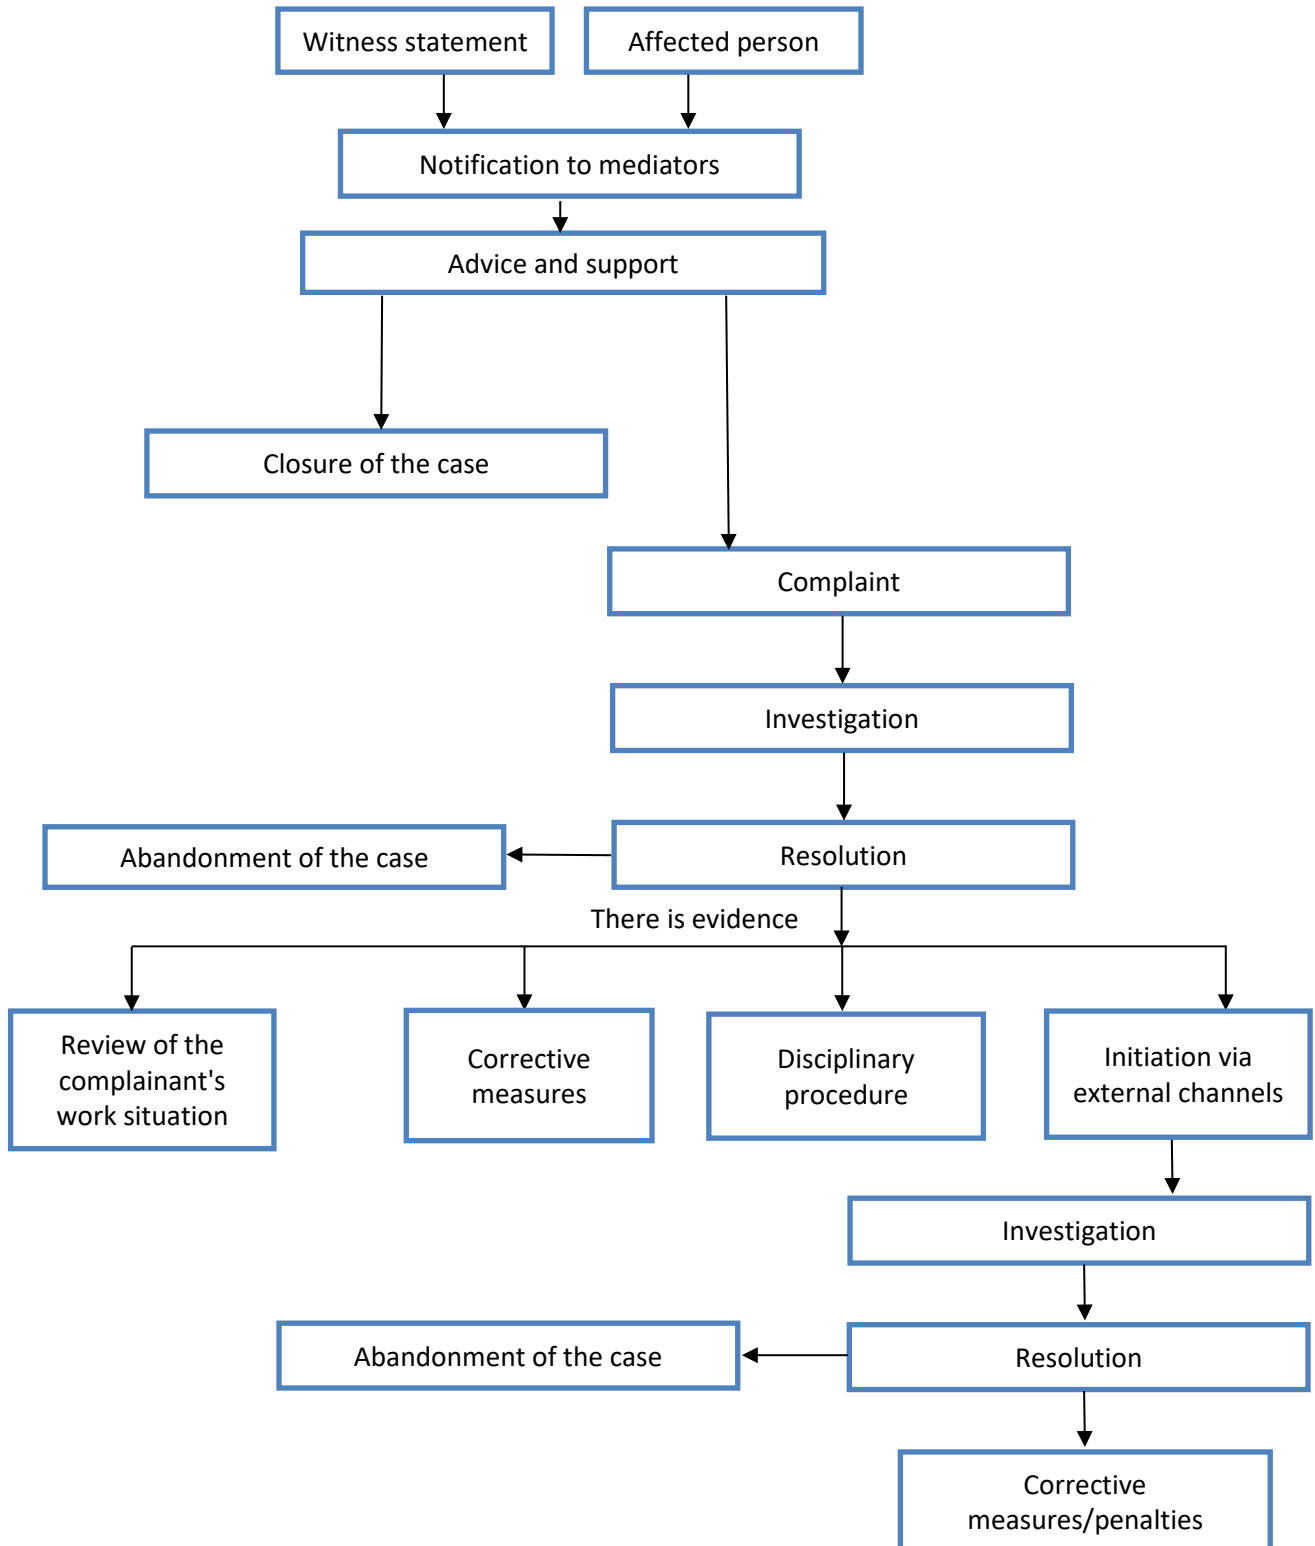 Witness statement
Affected person
Notification to mediators
Advice and support
Closure of the case
Complaint
Investigation
Abandonment of the case
Resolution
There is evidence
Review of the
complainant's
work situation
Corrective
measures
Disciplinary
procedure
Initiation via
external channels
Investigation
Abandonment of the case
Resolution
Corrective
measures/penalties